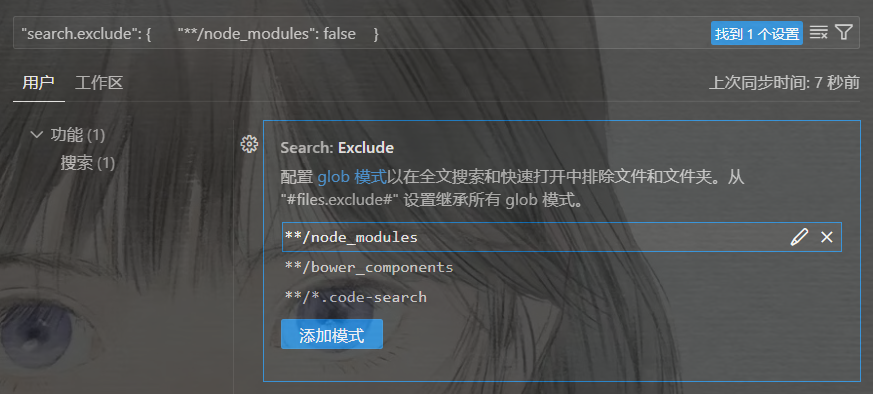 "search.exclude": {      "**/node_modules": false    }
找到 1 个设置
用户
工作区
上次同步时间: 7 秒前
功能 (1)
搜索 (1)
Search: Exclude
配置 glob 模式以在全文搜索和快速打开中排除文件和文件夹。从
"#files.exclude#" 设置继承所有 glob 模式。
**/node_modules
**/bower_components
**/*.code-search
添加模式